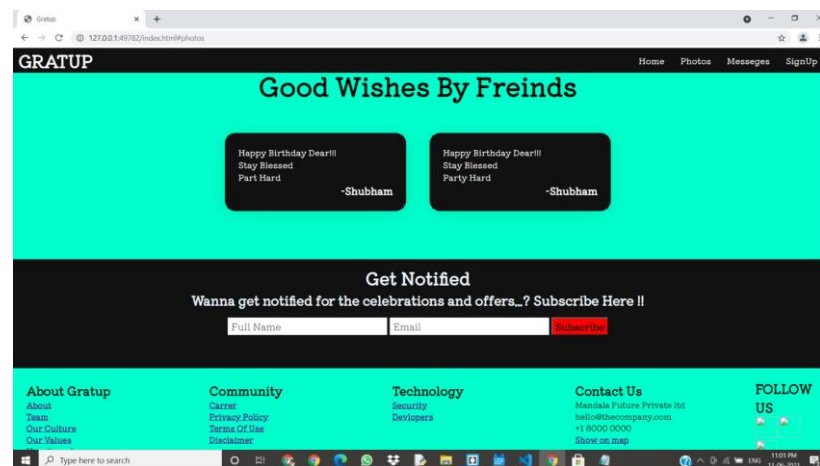 Gratup
127.0.0.1:49782/index.html#photos
GRATUP
Home Photos Messeges SignUp
Good Wishes By Freinds
Happy Birthday Dear!!!
Stay Blessed
Part Hard
-Shubham
Happy Birthday Dear!!!
Stay Blessed
Party Hard
-Shubham
Get Notified
Wanna get notified for the celebrations and offers...? Subscribe Here !!
Full Name Email Subscribe
About Gratup
About
Team
Our Culture
Our Values
Community
Carrer
Privacy Policy
Terms Of Use
Disclaimer
Technology
Security
Devlopers
Contact Us
Mandala Future Private ltd
hello@thecompany.com
+1 8000 0000
Show on map
FOLLOW
US
Type here to search
ENG
11:01 PM
11-06-2021